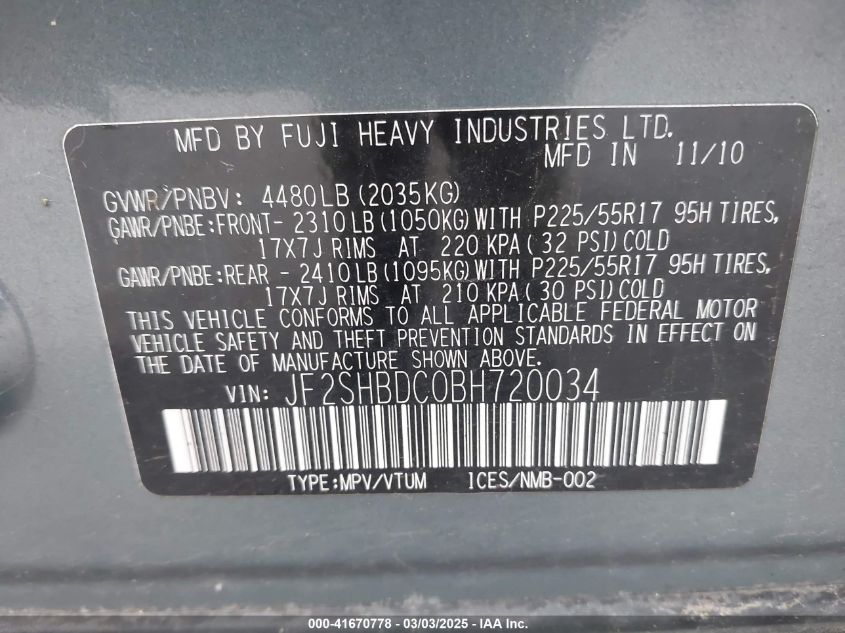 MFD BY FUJI HEAVY INDUSTRIES LTD.
MFD IN 11/10
GVWR/PNBV: 4480LB (2035KG)
GAWR/PNBE:FRONT- 2310LB (1050KG) WITH P225/55R17 95H TIRES,
17X7J RIMS AT 220 KPA ( 32 PSI) COLD
GAWR/PNBE:REAR - 2410LB (1095KG) WITH P225/55R17 95H TIRES,
17X7J RIMS AT 210 KPA ( 30 PSI) COLD
THIS VEHICLE CONFORMS TO ALL APPLICABLE FEDERAL MOTOR
VEHICLE SAFETY AND THEFT PREVENTION STANDARDS IN EFFECT ON
THE DATE OF MANUFACTURE SHOWN ABOVE.
VIN: JF2SHBDC0BH720034
TYPE:MPV/VTUM ICES/NMB-002
000-41670778 - 03/03/2025 - IAA Inc.